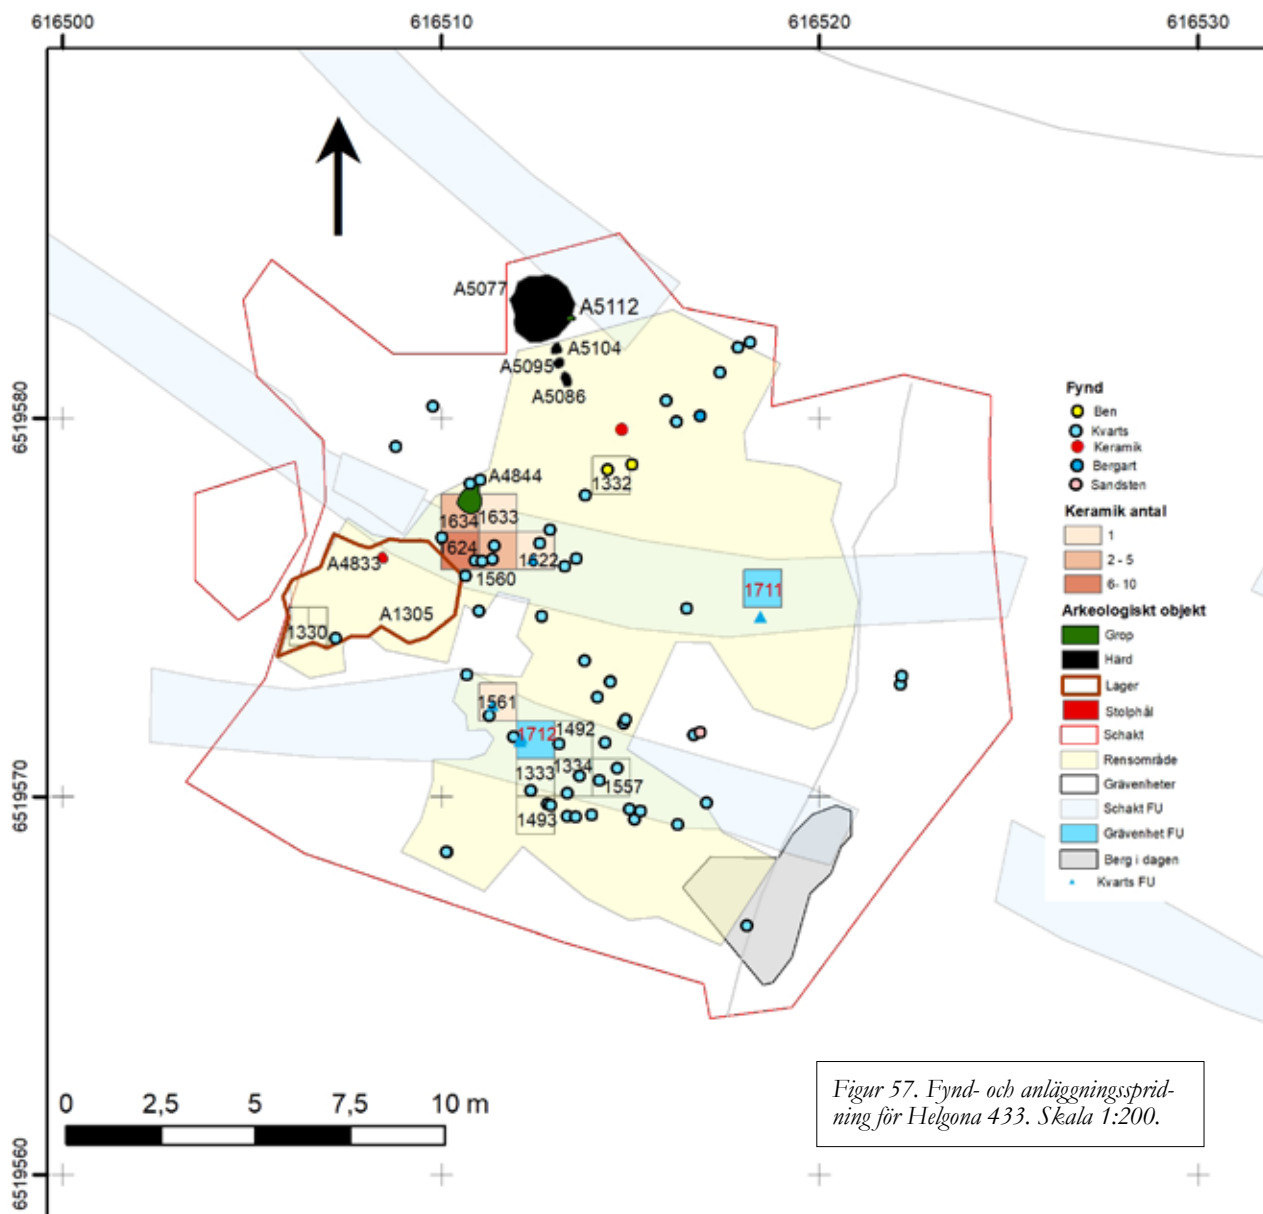 616500
616510
616520
616530
6519580
6519570
6519560
A5077
A5112
A5104
A5095
A5086
A4844
1332
1634
1633
1624
1622
A4833
1560
A1305
1330
1711
1561
1712
1492
1333
1334
1557
1493
Fynd
Ben
Kvarts
Keramik
Bergart
Sandsten
Keramik antal
1
2 - 5
6- 10
Arkeologiskt objekt
Grop
Härd
Lager
Stolphål
Schakt
Rensområde
Grävenheter
Schakt FU
Grävenhet FU
Berg i dagen
Kvarts FU
0 2,5 5 7,5 10 m
Figur 57. Fynd- och anläggningssprid-
ning för Helgona 433. Skala 1:200.